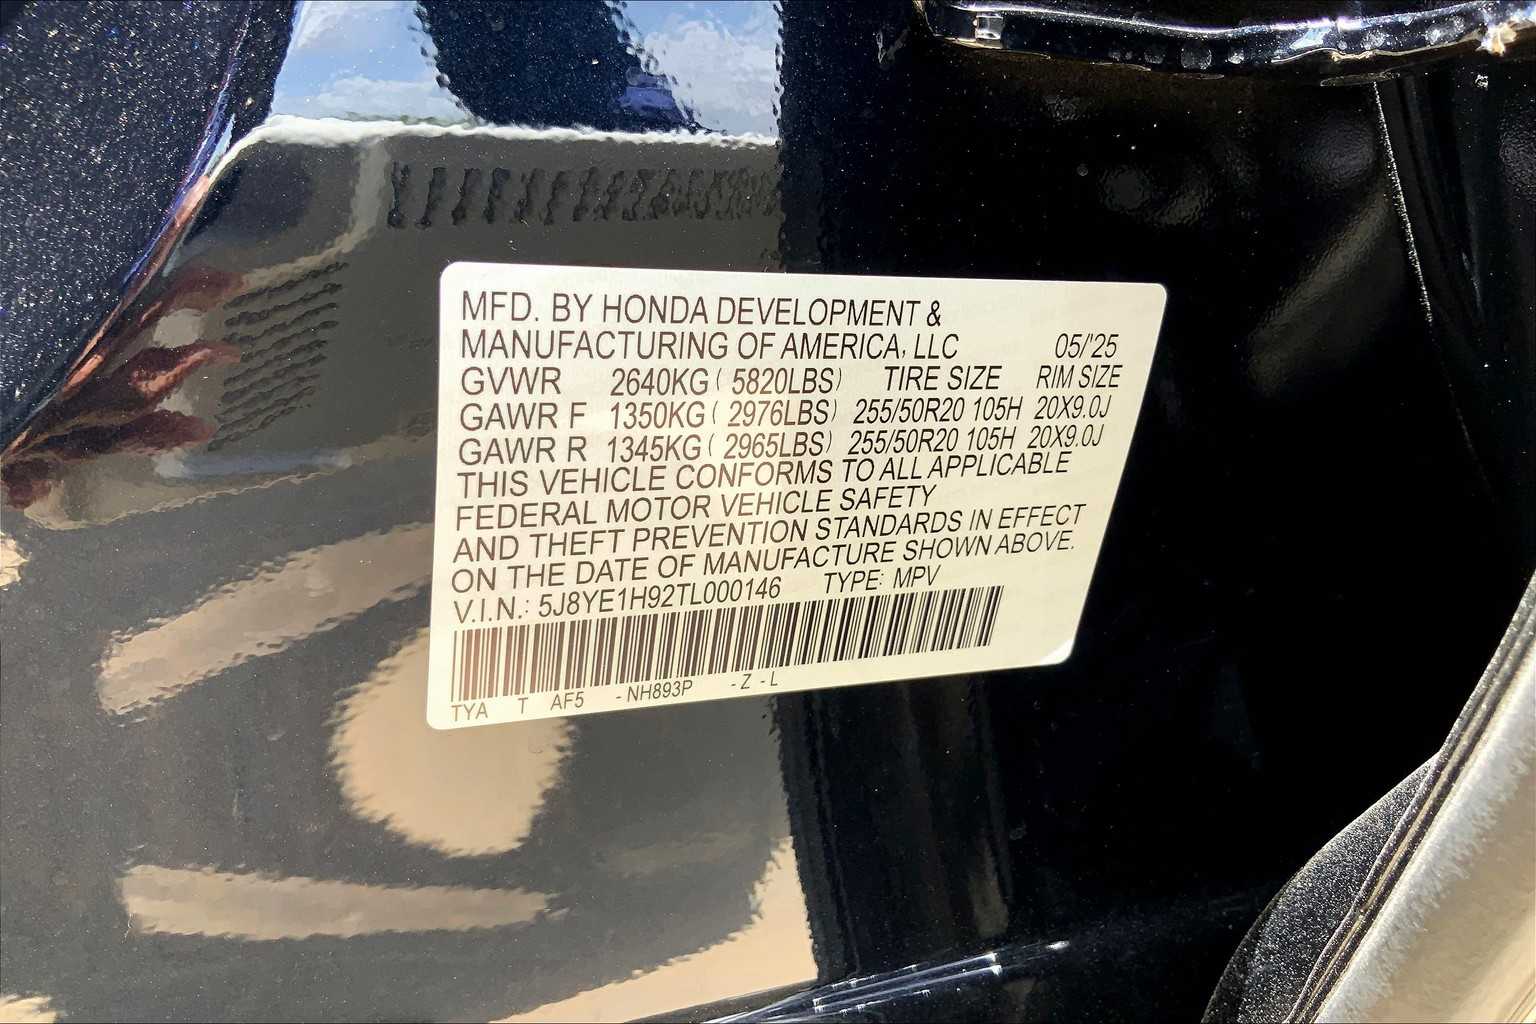 MFD. BY HONDA DEVELOPMENT &
MANUFACTURING OF AMERICA, LLC 05/'25
GVWR 2640KG ( 5820LBS) TIRE SIZE RIM SIZE
GAWR F 1350KG ( 2976LBS) 255/50R20 105H 20X9.0J
GAWR R 1345KG ( 2965LBS) 255/50R20 105H 20X9.0J
THIS VEHICLE CONFORMS TO ALL APPLICABLE
FEDERAL MOTOR VEHICLE SAFETY
AND THEFT PREVENTION STANDARDS IN EFFECT
ON THE DATE OF MANUFACTURE SHOWN ABOVE.
V.I.N.: 5J8YE1H92TL000146 TYPE: MPV
TYA T AF5 -NH893P -Z -L